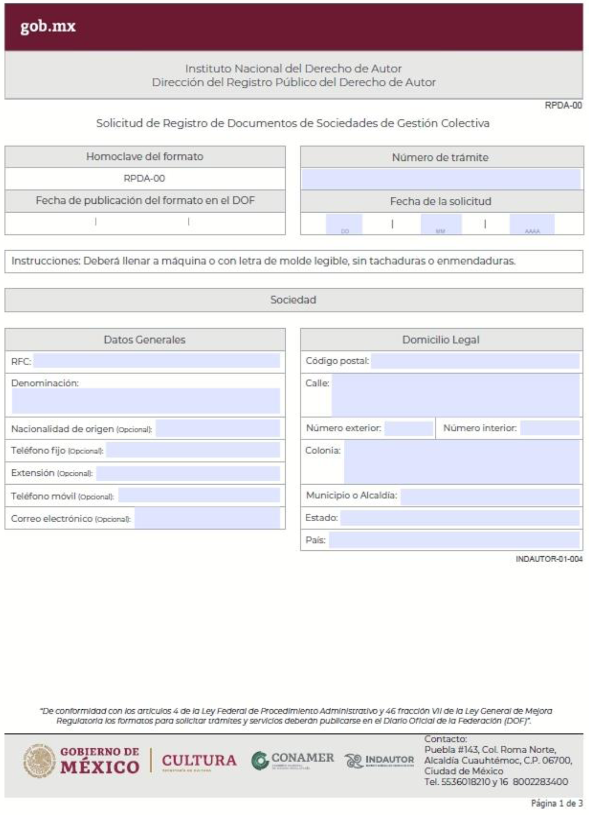 gob.mx
Instituto Nacional del Derecho de Autor
Dirección del Registro Público del Derecho de Autor
RPDA-00
Solicitud de Registro de Documentos de Sociedades de Gestión Colectiva
Homoclave del formato
RPDA-00
Fecha de publicación del formato en el DOF
| |
Número de trámite
Fecha de la solicitud
DD | MM | AAAA
Instrucciones: Deberá llenar a máquina o con letra de molde legible, sin tachaduras o enmendaduras.
Sociedad
Datos Generales
RFC:
Denominación:
Nacionalidad de origen (Opcional):
Teléfono fijo (Opcional):
Extensión (Opcional):
Teléfono móvil (Opcional):
Correo electrónico (Opcional):
Domicilio Legal
Código postal:
Calle:
Número exterior: Número interior:
Colonia:
Municipio o Alcaldía:
Estado:
País:
INDAUTOR-01-004
"De conformidad con los artículos 4 de la Ley Federal de Procedimiento Administrativo y 46 fracción VII de la Ley General de Mejora
Regulatoria los formatos para solicitar trámites y servicios deberán publicarse en el Diario Oficial de la Federación (DOF)".
GOBIERNO DE
MÉXICO
CULTURA
SECRETARÍA DE CULTURA
CONAMER
INDAUTOR
Contacto:
Puebla #143, Col. Roma Norte,
Alcaldía Cuauhtémoc, C.P. 06700,
Ciudad de México
Tel. 5536018210 y 16 8002283400
Página 1 de 3